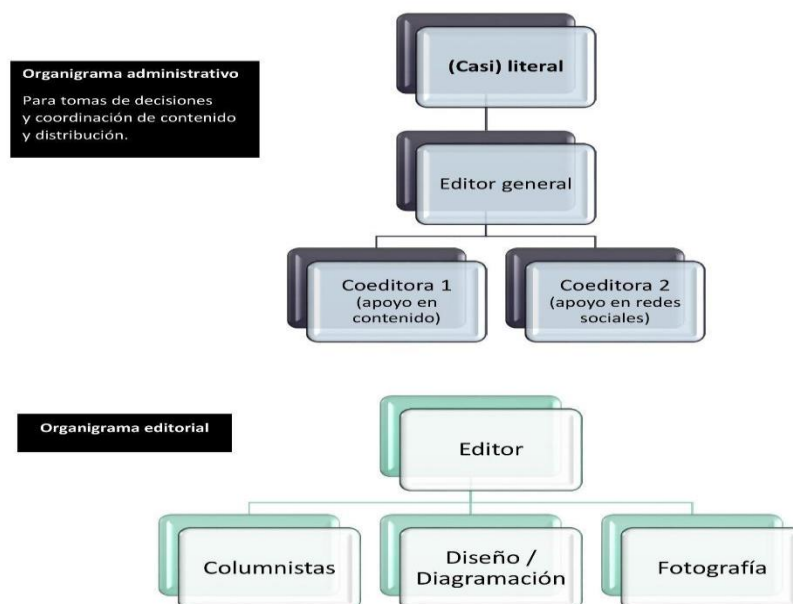 Organigrama administrativo
Para tomas de decisiones
y coordinación de contenido
y distribución.
(Casi) literal
Editor general
Coeditora 1
(apoyo en
contenido)
Coeditora 2
(apoyo en redes
sociales)
Organigrama editorial
Editor
Columnistas
Diseño /
Diagramación
Fotografía